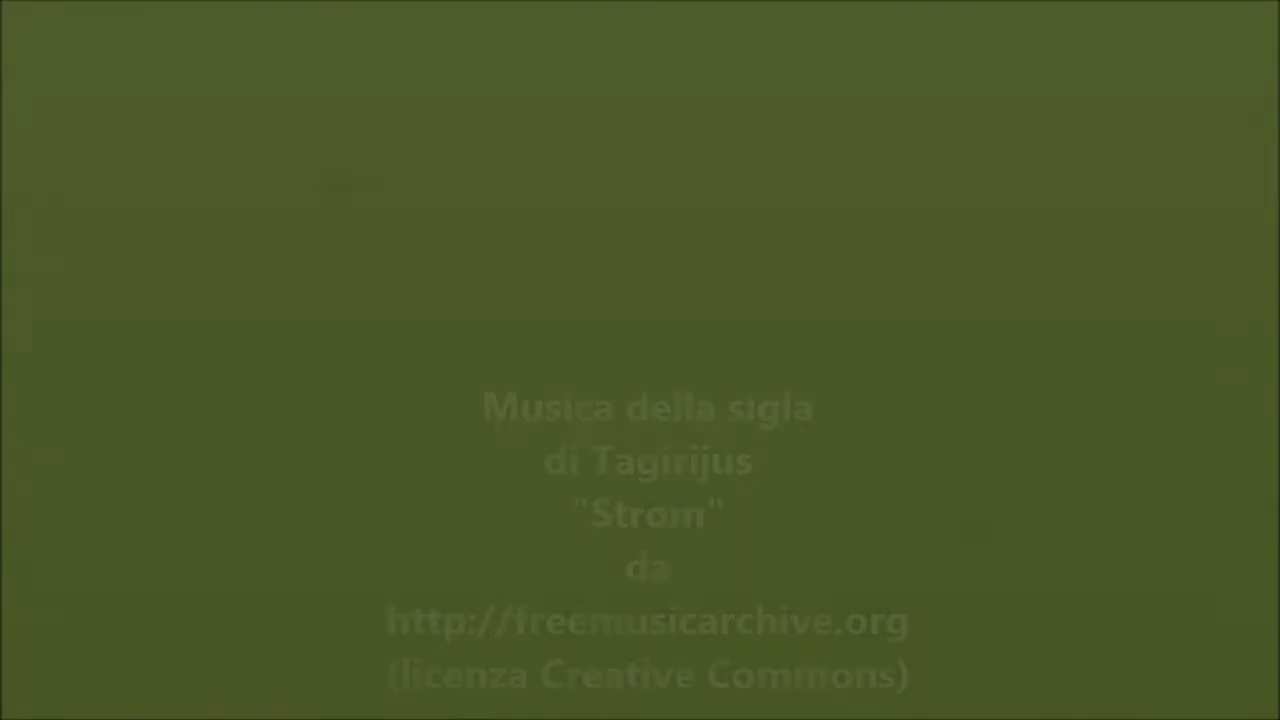 Musica della sigla
di Tagirijus
"Strom"
da
http://freemusicarchive.org
(licenza Creative Commons)